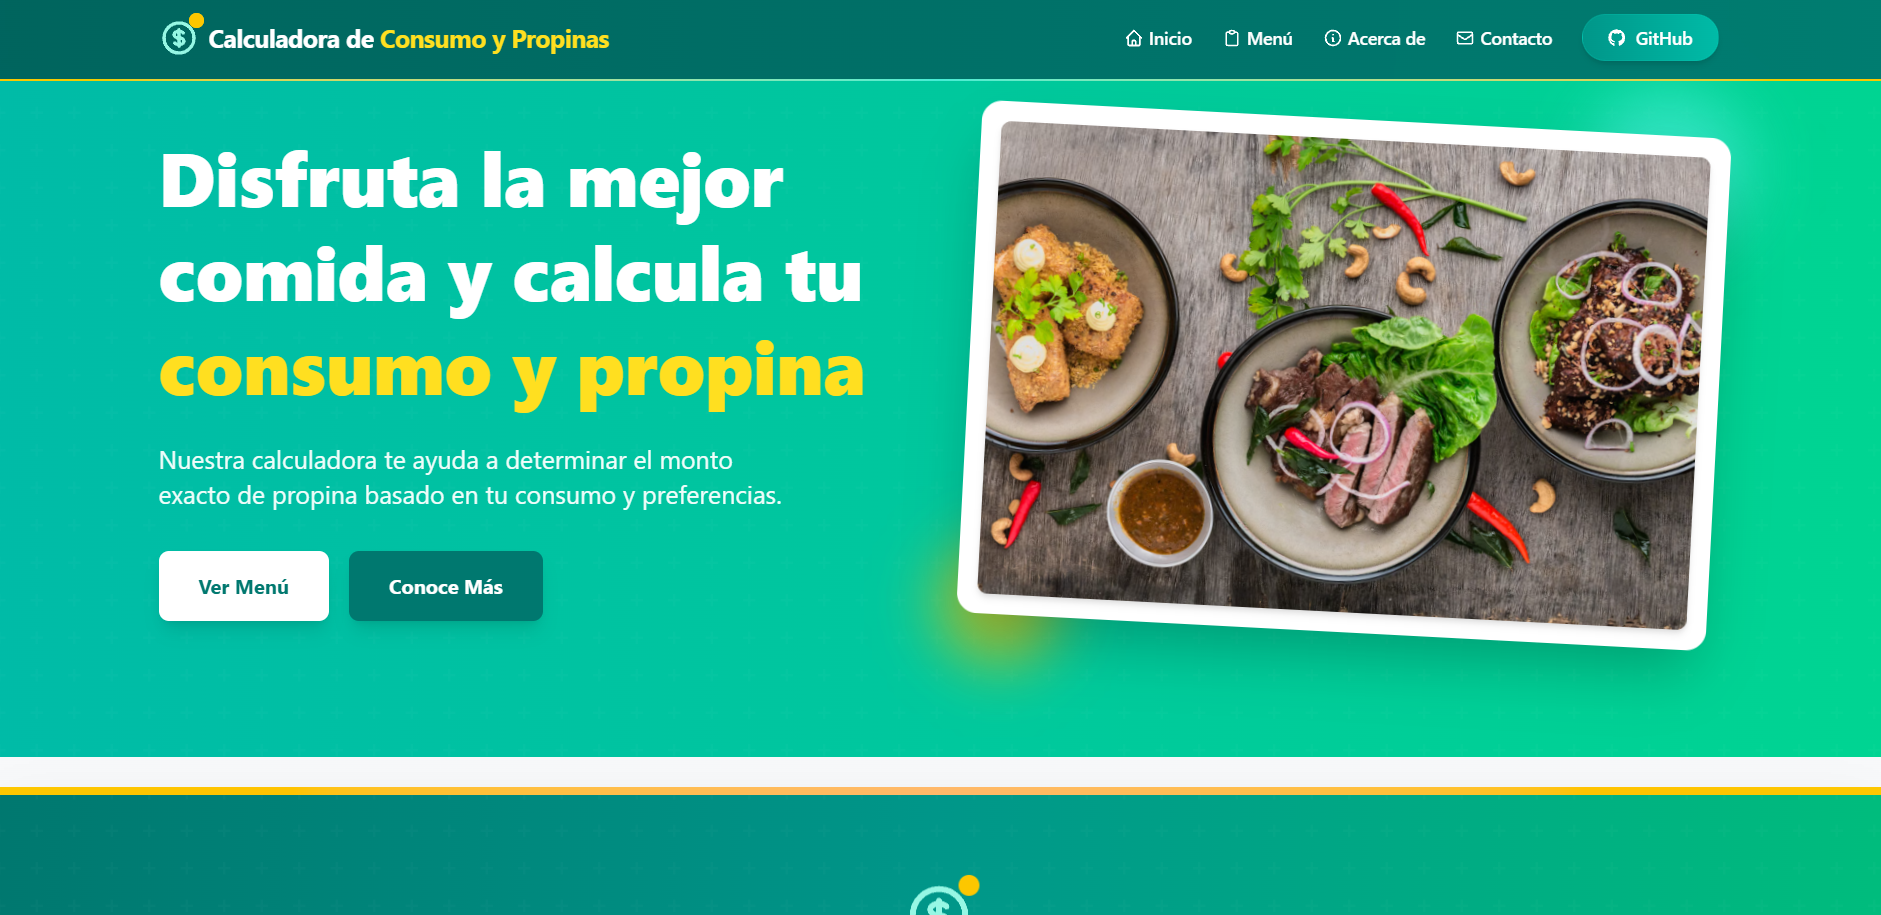 Calculadora de Consumo y Propinas
Inicio
Menú
Acerca de
Contacto
GitHub
Disfruta la mejor
comida y calcula tu
consumo y propina
Nuestra calculadora te ayuda a determinar el monto
exacto de propina basado en tu consumo y preferencias.
Ver Menú
Conoce Más